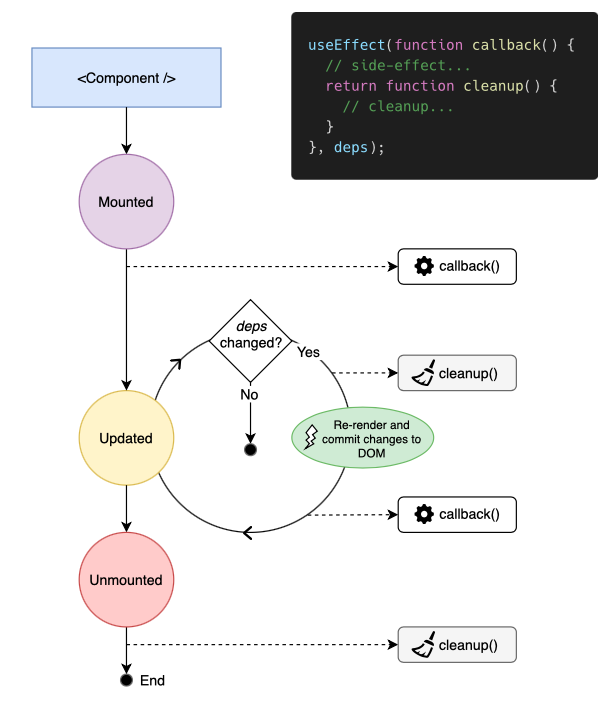 useEffect(function callback() {
// side-effect...
return function cleanup() {
// cleanup...
}
}, deps);
<Component />
Mounted
callback()
deps
changed?
Yes
cleanup()
No
Re-render and
commit changes to
DOM
Updated
callback()
Unmounted
cleanup()
End